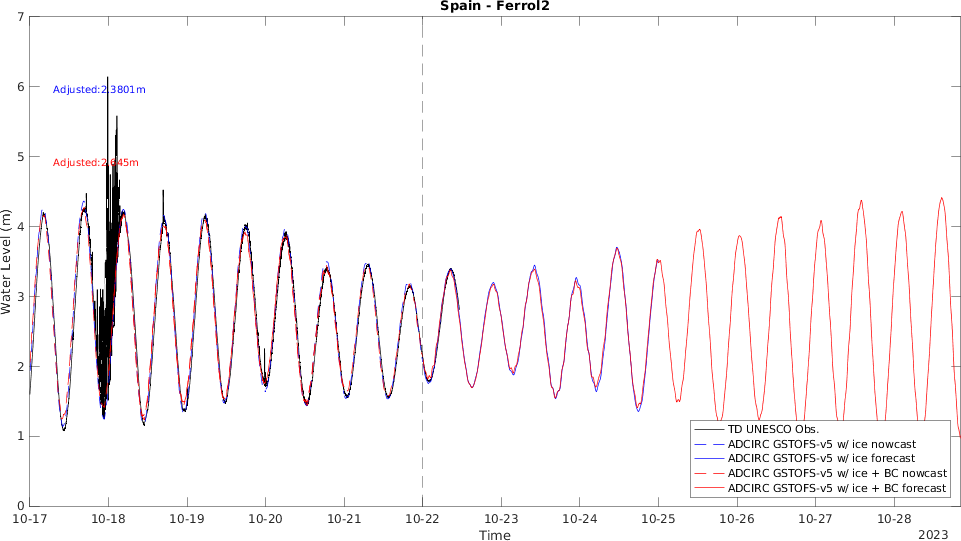 Spain - Ferrol2
7
6
5
4
3
2
1
0
Water Level (m)
Adjusted:2.3801m
Adjusted:2.645m
TD UNESCO Obs.
ADCIRC GSTOFS-v5 w/ ice nowcast
ADCIRC GSTOFS-v5 w/ ice forecast
ADCIRC GSTOFS-v5 w/ ice + BC nowcast
ADCIRC GSTOFS-v5 w/ ice + BC forecast
10-17 10-18 10-19 10-20 10-21 10-22 10-23 10-24 10-25 10-26 10-27 10-28
Time
2023